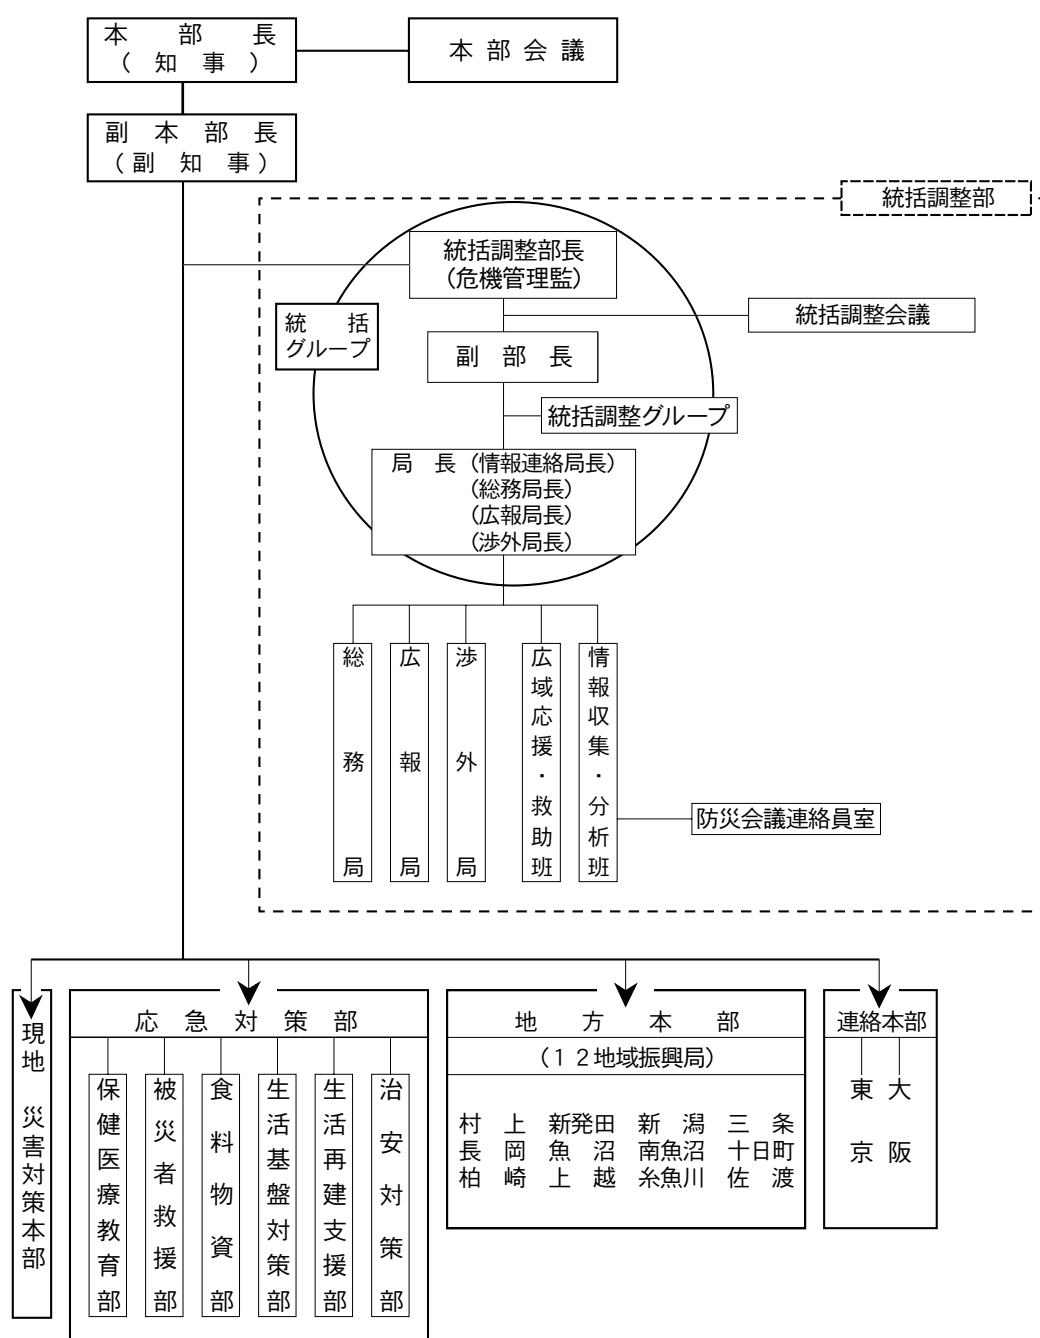 本部長
(知事)
本部会議
副本部長
(副知事)
統括調整部
統括調整部長
(危機管理監)
統括
グループ
統括調整会議
副部長
統括調整グループ
局長(情報連絡局長)
(総務局長)
(広報局長)
(渉外局長)
総務局
広報局
渉外局
広域応援・救助班
情報収集・分析班
防災会議連絡員室
現地 災害対策本部
応急対策部
保健医療教育部
被災者救援部
食料物資部
生活基盤対策部
生活再建支援部
治安対策部
地方本部
(12地域振興局)
村上 新発田 新潟 三条
長岡 魚沼 南魚沼 十日町
柏崎 上越 糸魚川 佐渡
連絡本部
東京
大阪